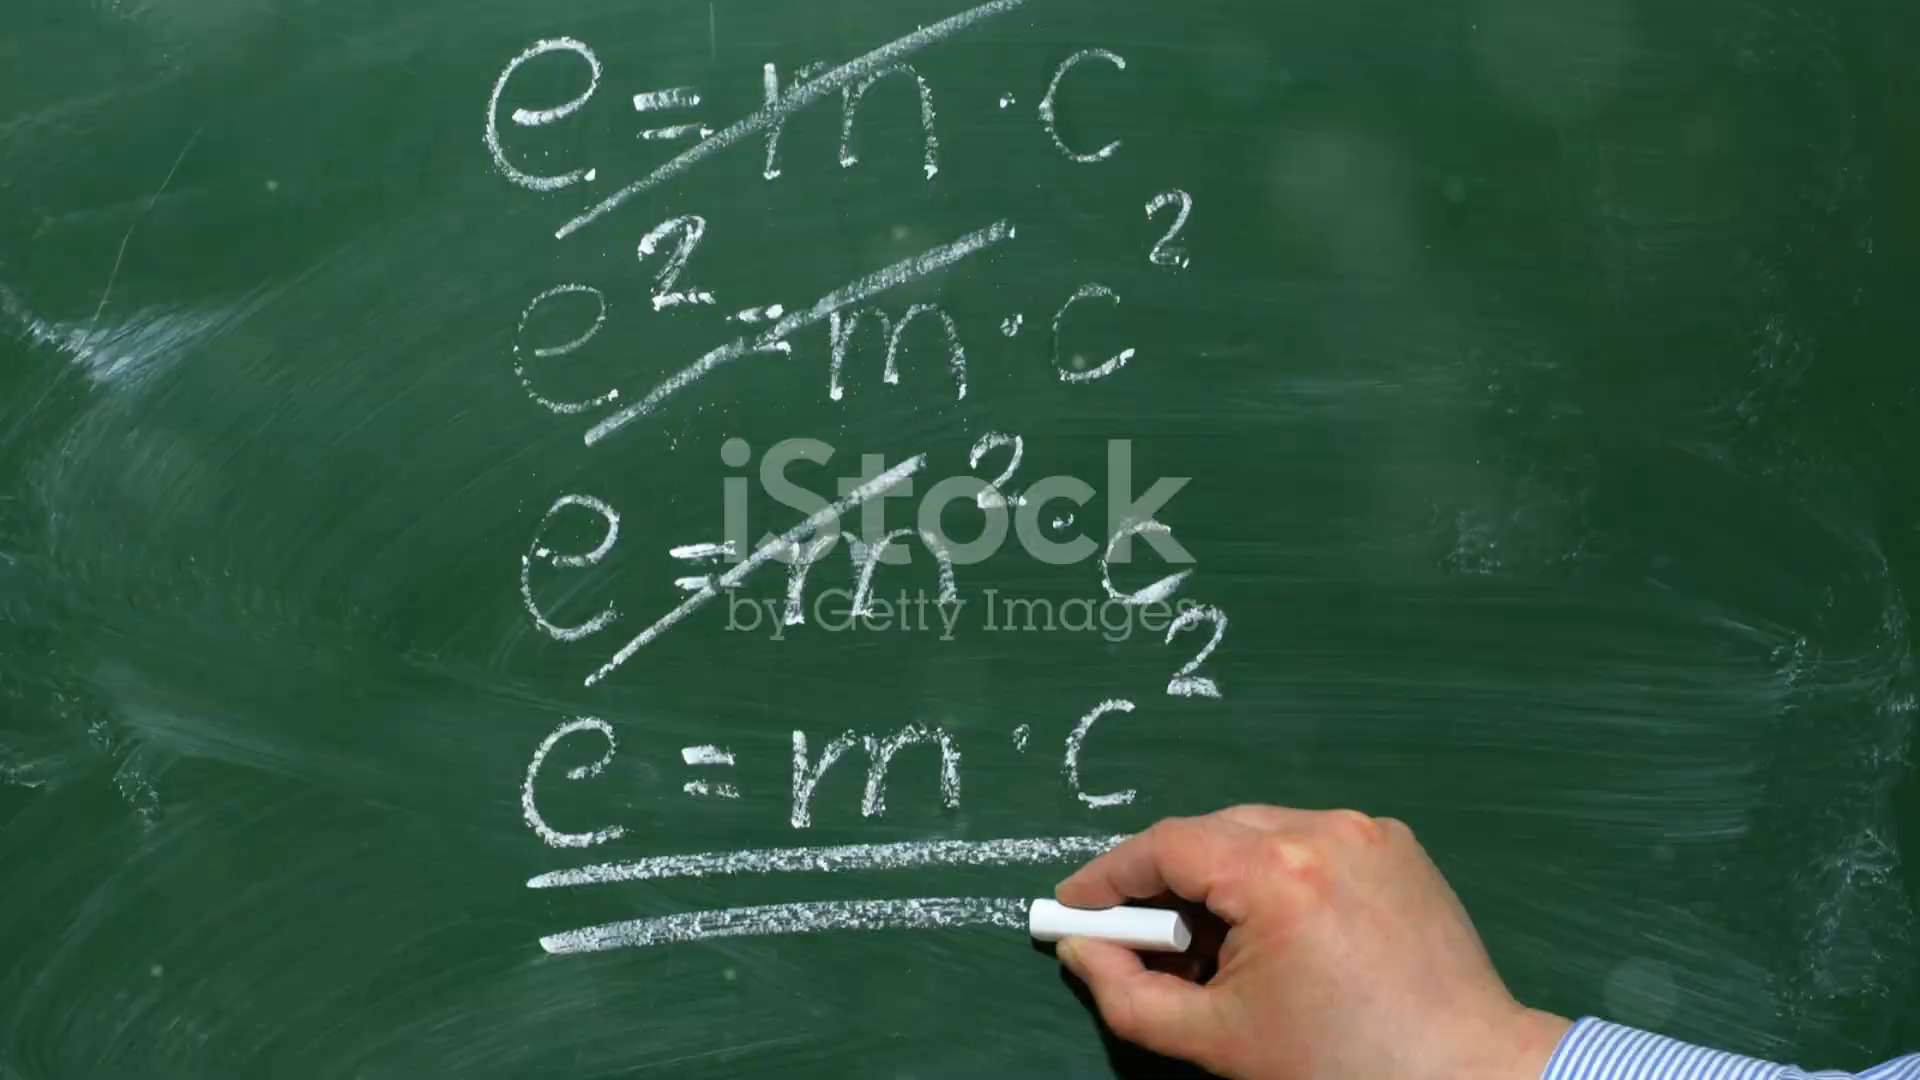 e = m · c
e² = m · c²
e = m² · c
iStock
by Getty Images
e = m · c²